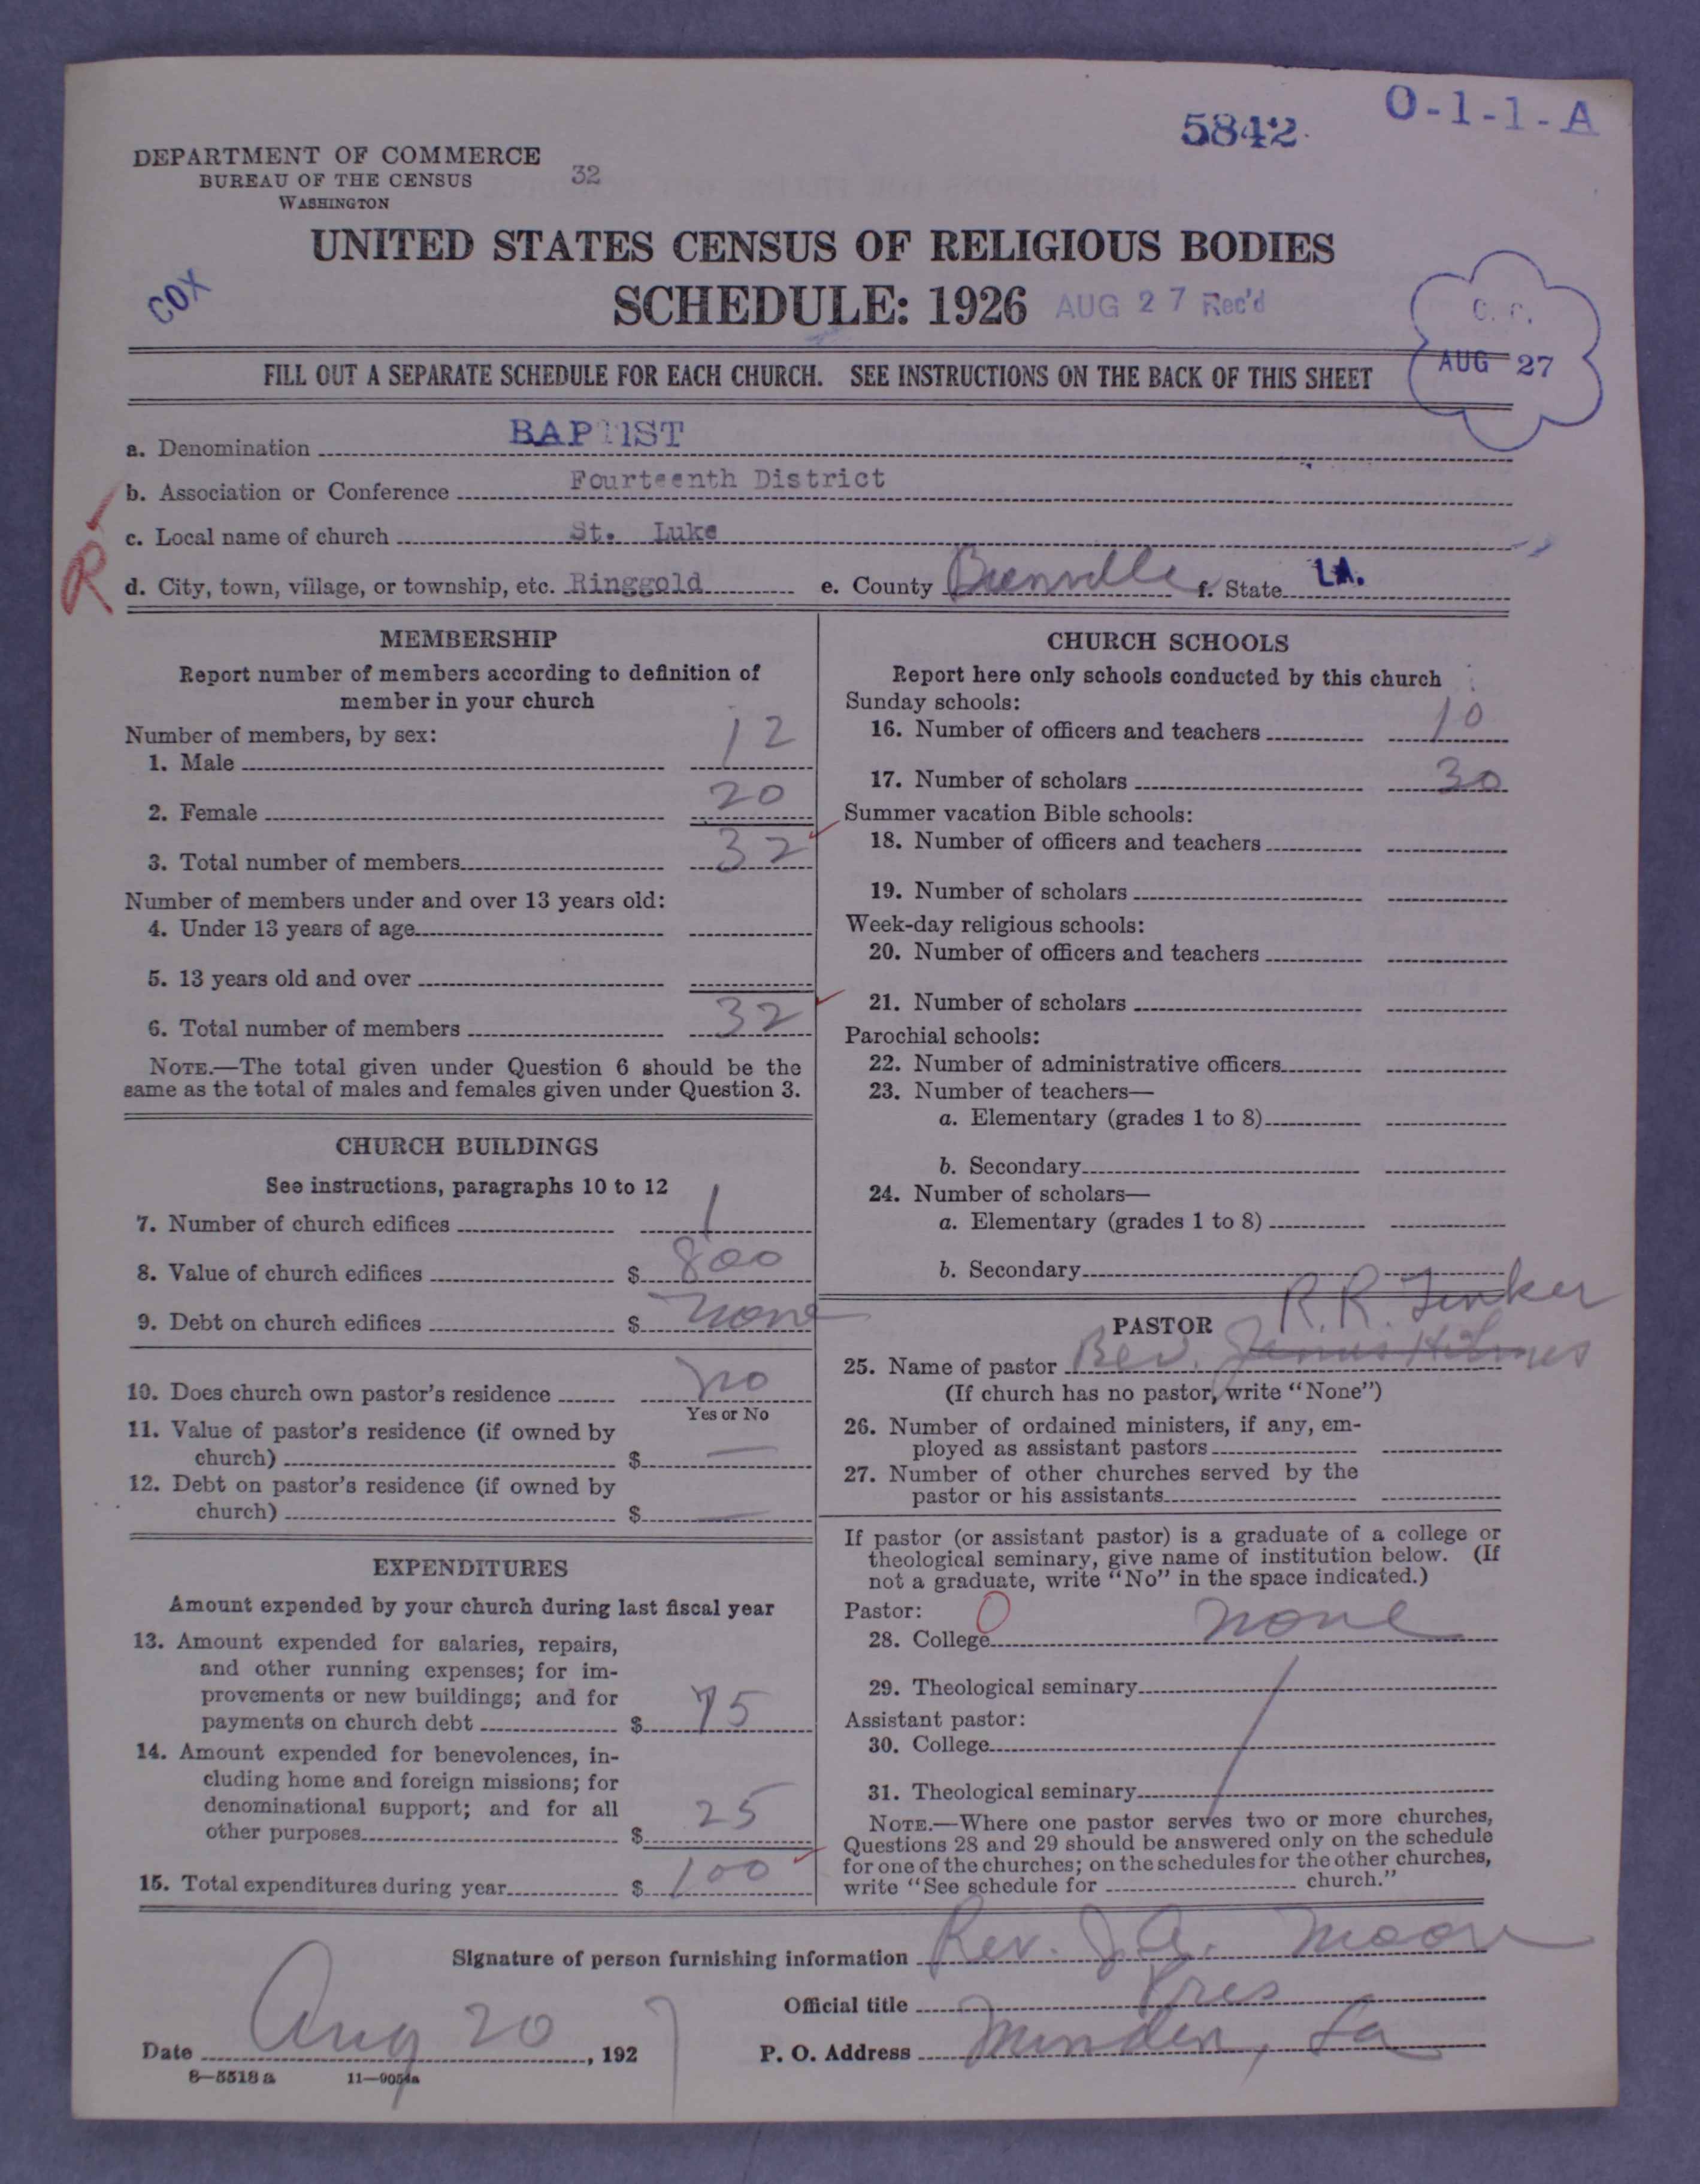 O-1-1-A
5842
DEPARTMENT OF COMMERCE
BUREAU OF THE CENSUS
WASHINGTON
32
UNITED STATES CENSUS OF RELIGIOUS BODIES
COX
SCHEDULE: 1926 AUG 27 Rec'd
AUG 27
FILL OUT A SEPARATE SCHEDULE FOR EACH CHURCH. SEE INSTRUCTIONS ON THE BACK OF THIS SHEET
a. Denomination BAPTIST
b. Association or Conference Fourteenth District
c. Local name of church St. Luke
R
d. City, town, village, or township, etc. Ringgold e. County Bienville f. State LA.
MEMBERSHIP
Report number of members according to definition of
member in your church
Number of members, by sex:
1. Male 12
2. Female 20
3. Total number of members 32
Number of members under and over 13 years old:
4. Under 13 years of age
5. 13 years old and over
6. Total number of members 32
NOTE.—The total given under Question 6 should be the
same as the total of males and females given under Question 3.
CHURCH BUILDINGS
See instructions, paragraphs 10 to 12
7. Number of church edifices 1
8. Value of church edifices $ 800
9. Debt on church edifices $ none
10. Does church own pastor's residence no
Yes or No
11. Value of pastor's residence (if owned by
church) $ —
12. Debt on pastor's residence (if owned by
church) $ —
EXPENDITURES
Amount expended by your church during last fiscal year
13. Amount expended for salaries, repairs,
and other running expenses; for im-
provements or new buildings; and for
payments on church debt $ 75
14. Amount expended for benevolences, in-
cluding home and foreign missions; for
denominational support; and for all
other purposes $ 25
15. Total expenditures during year $ 100
CHURCH SCHOOLS
Report here only schools conducted by this church
Sunday schools:
16. Number of officers and teachers 10
17. Number of scholars 30
Summer vacation Bible schools:
18. Number of officers and teachers
19. Number of scholars
Week-day religious schools:
20. Number of officers and teachers
21. Number of scholars
Parochial schools:
22. Number of administrative officers
23. Number of teachers—
a. Elementary (grades 1 to 8)
b. Secondary
24. Number of scholars—
a. Elementary (grades 1 to 8)
b. Secondary
R. R. Tinker
PASTOR
25. Name of pastor Rev. James
(If church has no pastor, write "None")
26. Number of ordained ministers, if any, em-
ployed as assistant pastors
27. Number of other churches served by the
pastor or his assistants
If pastor (or assistant pastor) is a graduate of a college or
theological seminary, give name of institution below. (If
not a graduate, write "No" in the space indicated.)
Pastor: 0
28. College none
29. Theological seminary
Assistant pastor:
30. College
31. Theological seminary
NOTE.—Where one pastor serves two or more churches,
Questions 28 and 29 should be answered only on the schedule
for one of the churches; on the schedules for the other churches,
write "See schedule for church."
Signature of person furnishing information Rev. J. A. Moore
Official title Pres
Date Aug 20, 1927 P. O. Address Minden, La
8—5518 a 11—9054a